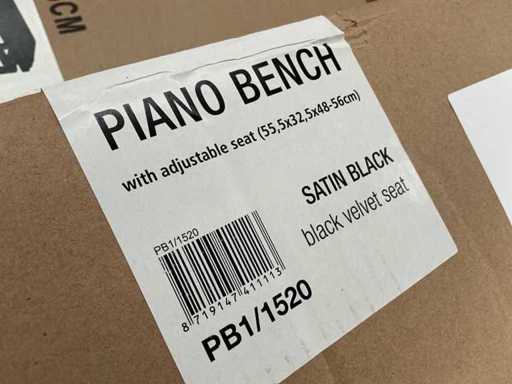 CM
PIANO BENCH
with adjustable seat (55,5x32,5x48-56cm)
SATIN BLACK
black velvet seat
PB1/1520
8 719147 411113
PB1/1520